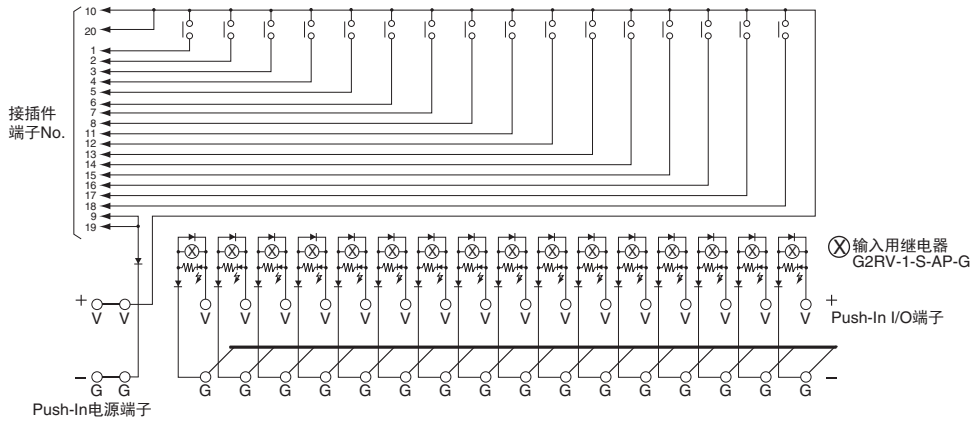 10
20
1
2
3
4
5
6
7
8
11
12
13
14
15
16
17
18
9
19
接插件
端子No.
X X X X X X X X X X X X X X X X
X 输入用继电器
G2RV-1-S-AP-G
+
V V
V V V V V V V V V V V V V V V V
+
Push-In I/O端子
−
G G
G G G G G G G G G G G G G G G G
−
Push-In电源端子